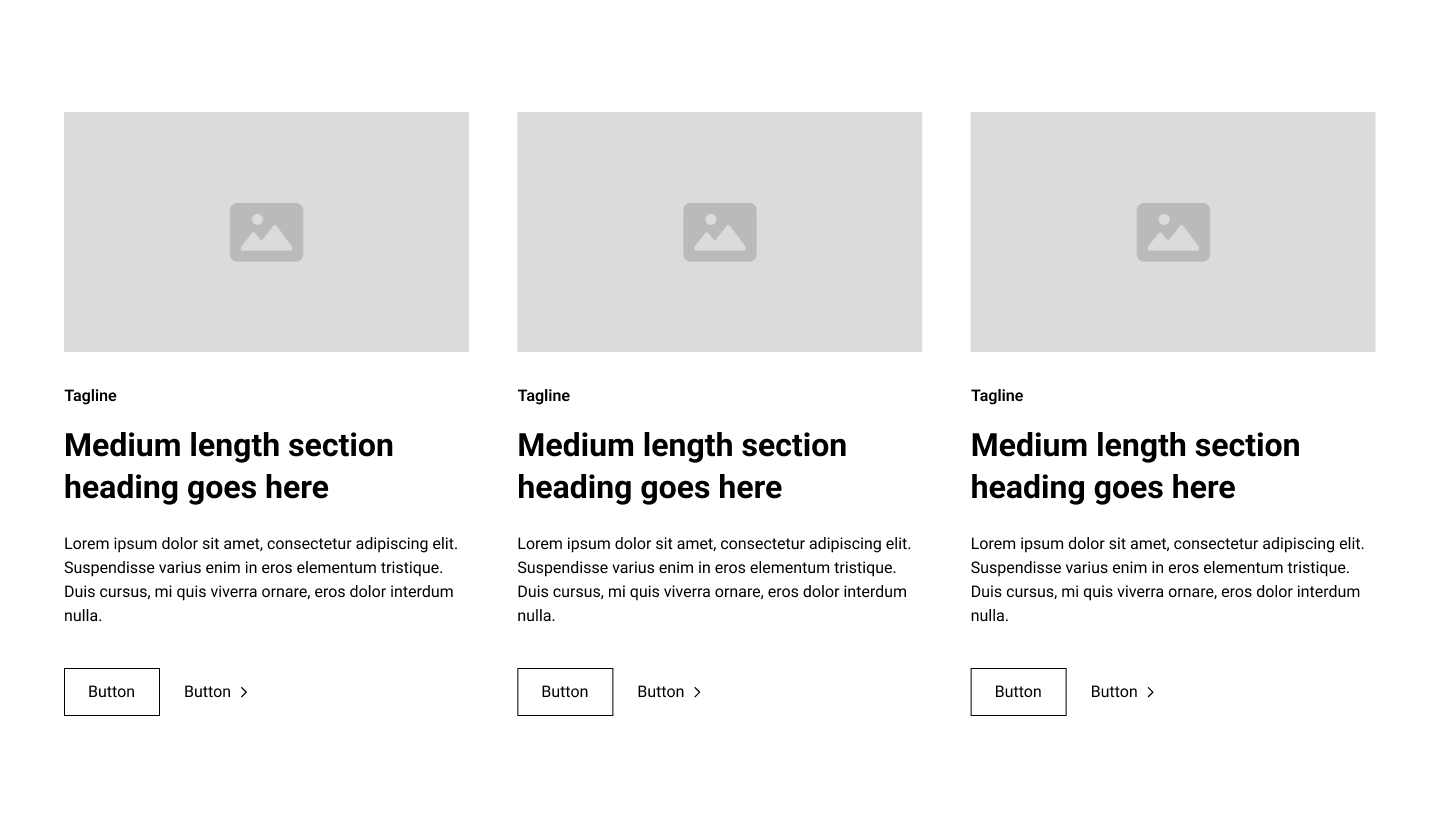 Tagline
Medium length section
heading goes here
Lorem ipsum dolor sit amet, consectetur adipiscing elit.
Suspendisse varius enim in eros elementum tristique.
Duis cursus, mi quis viverra ornare, eros dolor interdum
nulla.
Button
Button
Tagline
Medium length section
heading goes here
Lorem ipsum dolor sit amet, consectetur adipiscing elit.
Suspendisse varius enim in eros elementum tristique.
Duis cursus, mi quis viverra ornare, eros dolor interdum
nulla.
Button
Button
Tagline
Medium length section
heading goes here
Lorem ipsum dolor sit amet, consectetur adipiscing elit.
Suspendisse varius enim in eros elementum tristique.
Duis cursus, mi quis viverra ornare, eros dolor interdum
nulla.
Button
Button